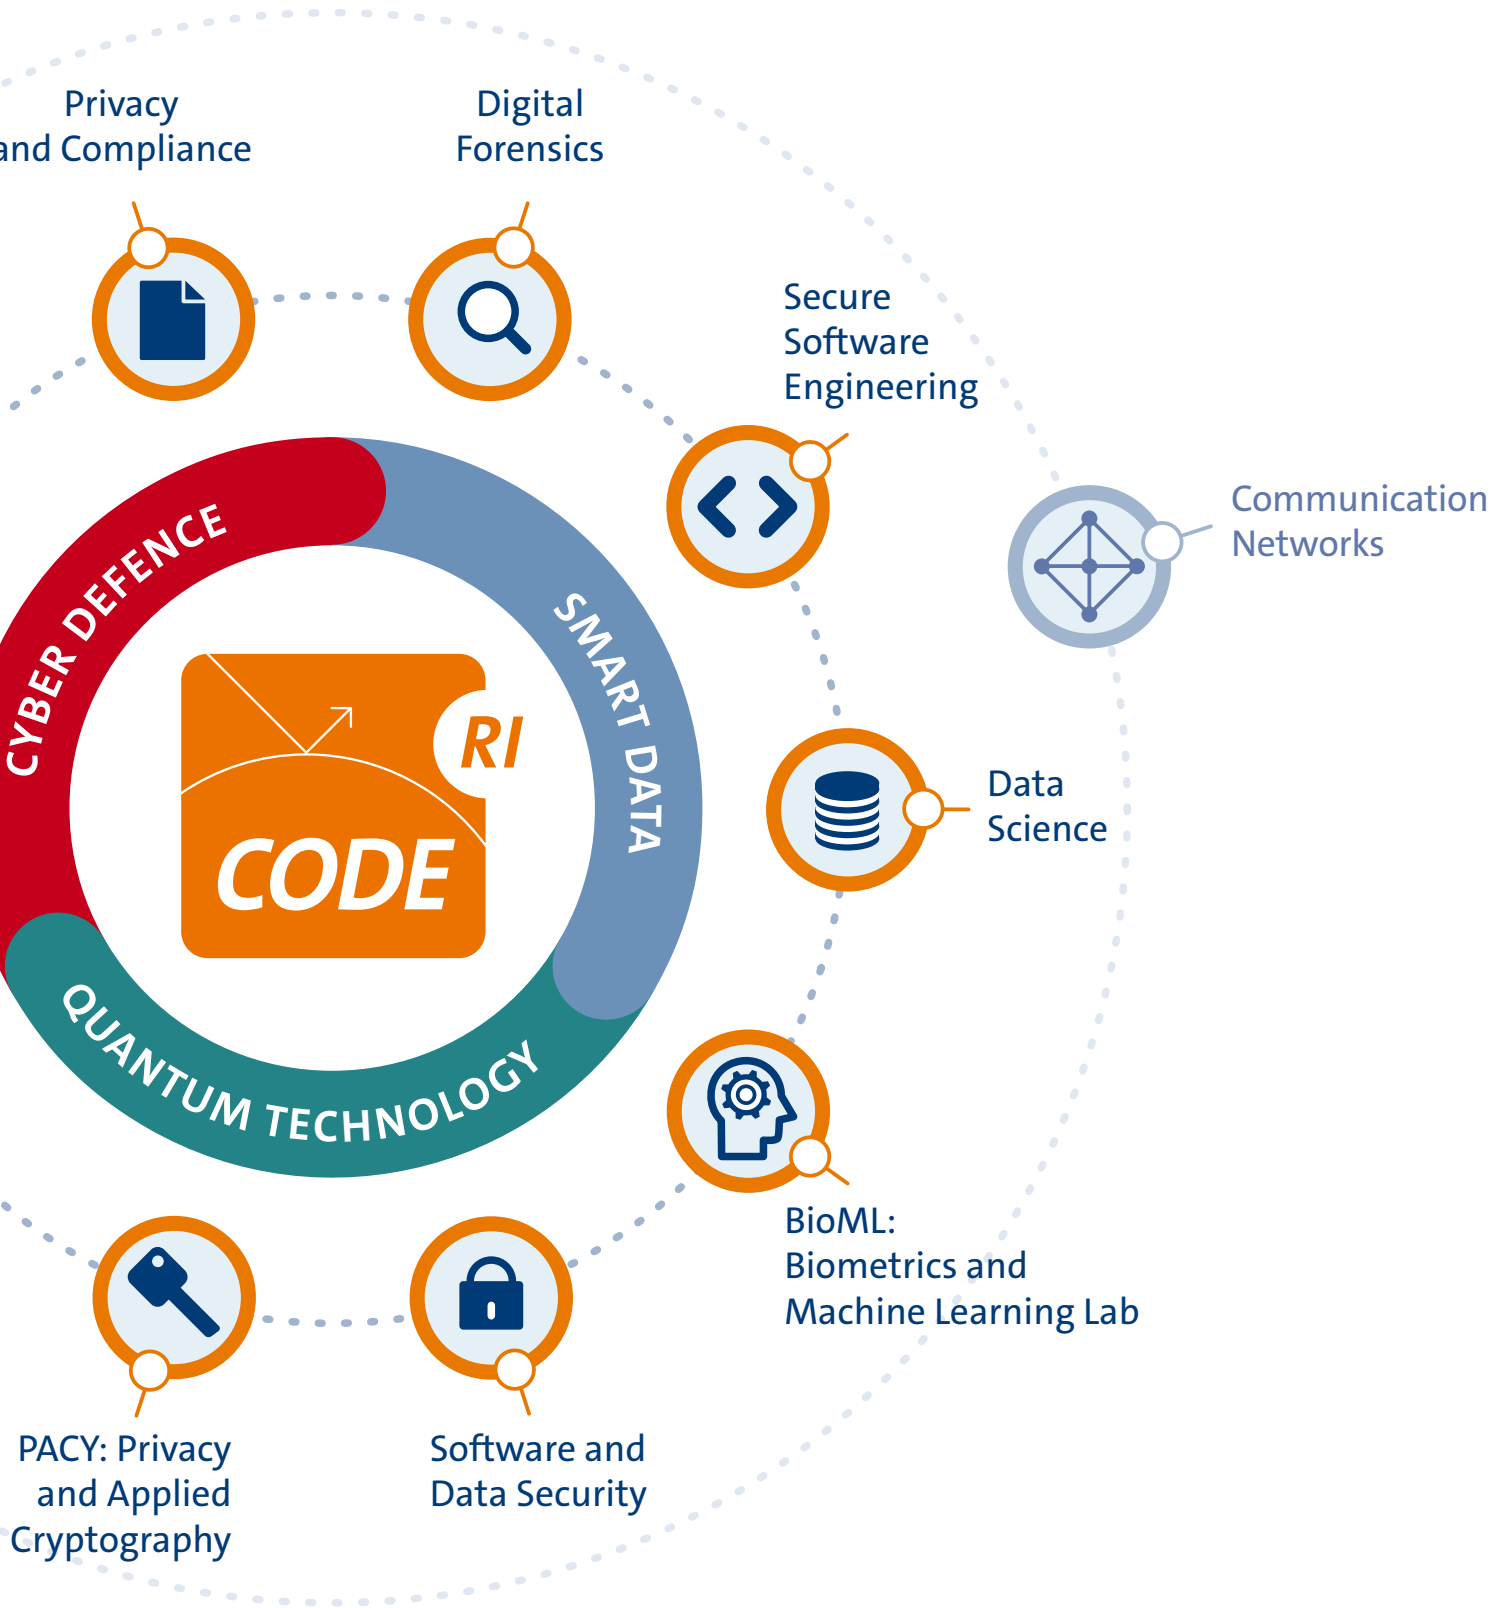 Privacy
and Compliance
Digital
Forensics
Secure
Software
Engineering
Communication
Networks
CYBER DEFENCE
SMART DATA
RI
CODE
Data
Science
QUANTUM TECHNOLOGY
BioML:
Biometrics and
Machine Learning Lab
PACY: Privacy
and Applied
Cryptography
Software and
Data Security